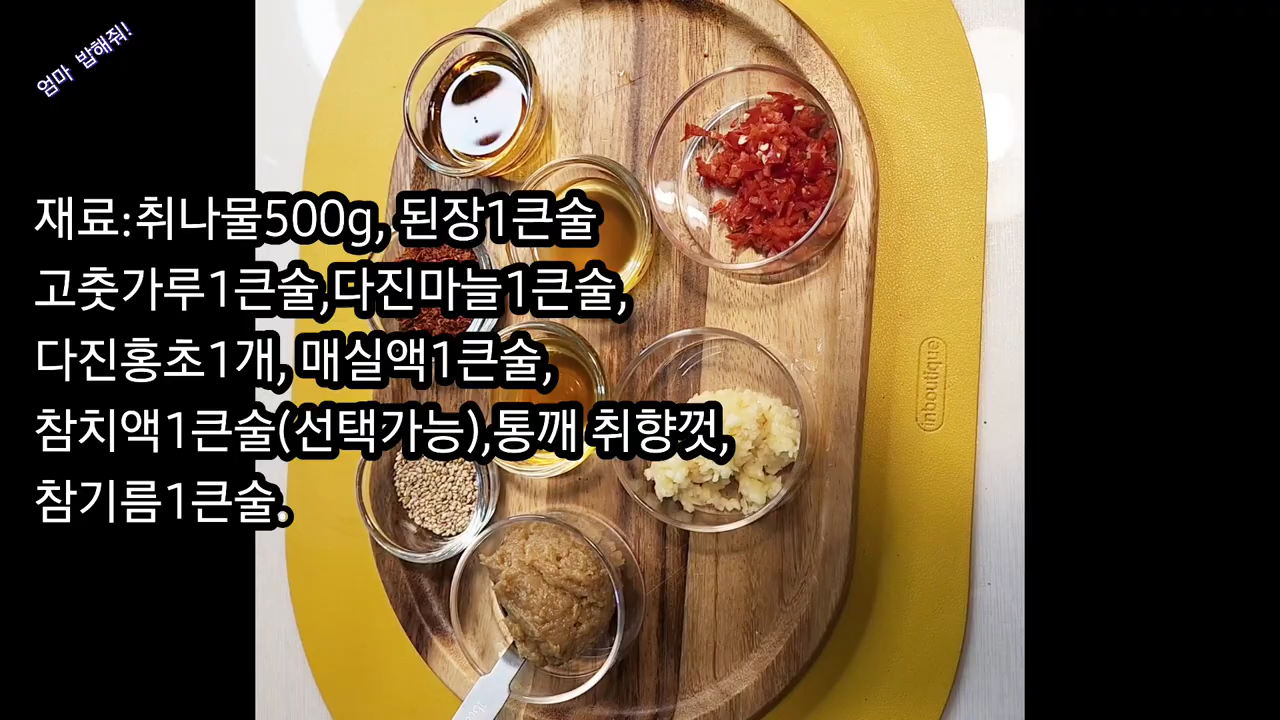 엄마 밥해줘!
재료:취나물500g, 된장1큰술
고춧가루1큰술,다진마늘1큰술,
다진홍초1개, 매실액1큰술,
참치액1큰술(선택가능),통깨 취향껏,
참기름1큰술.
inboutique